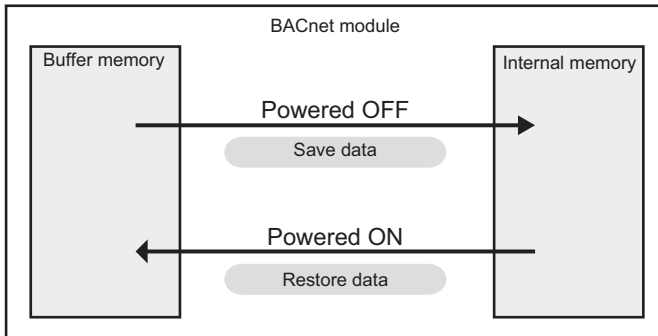 BACnet module
Buffer memory
Internal memory
Powered OFF
Save data
Powered ON
Restore data